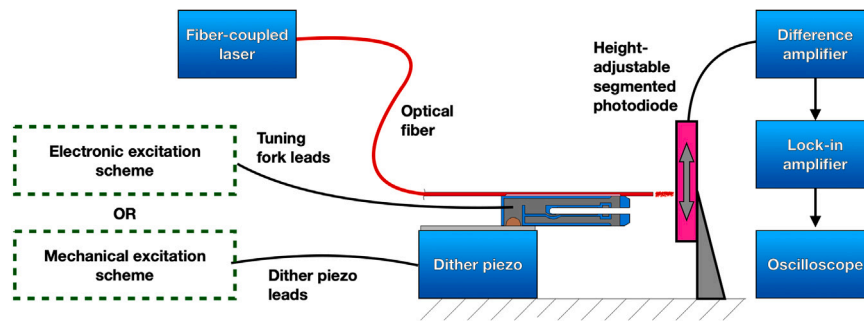 Fiber-coupled
laser
Height-
adjustable
segmented
photodiode
Difference
amplifier
Optical
fiber
Tuning
fork leads
Electronic excitation
scheme
Lock-in
amplifier
OR
Mechanical excitation
scheme
Dither piezo
leads
Dither piezo
Oscilloscope